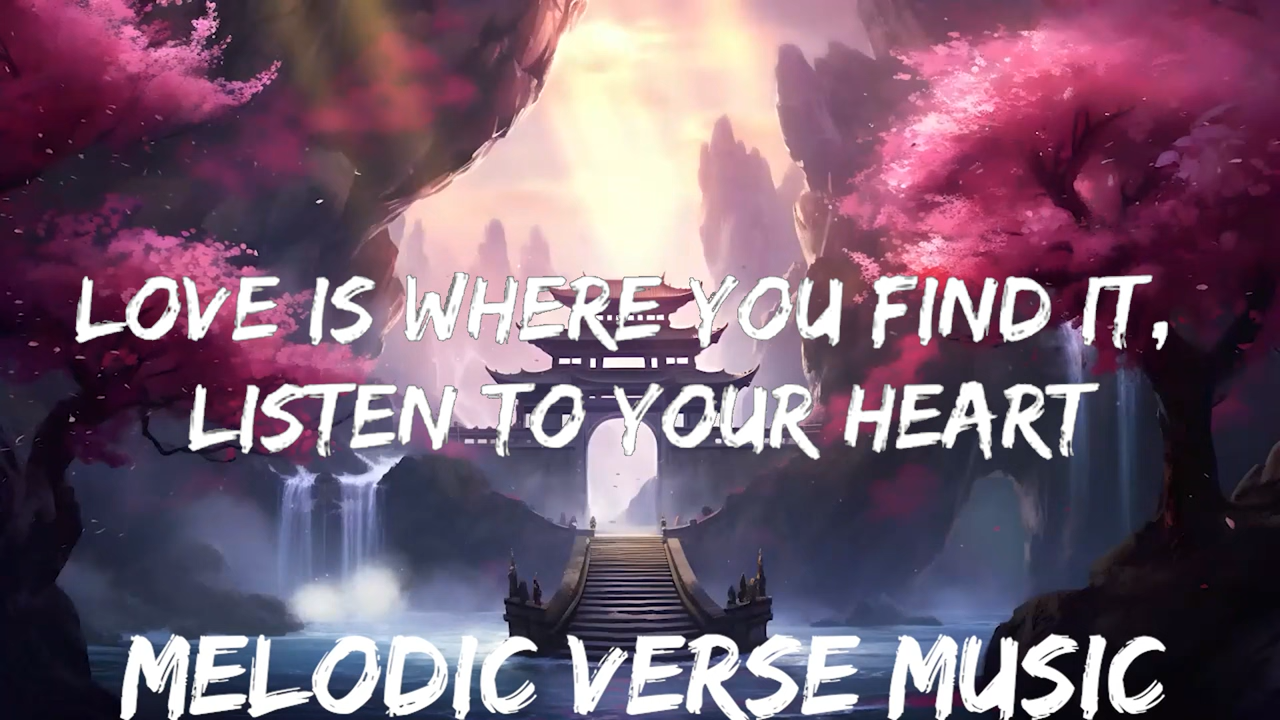 LOVE IS WHERE YOU FIND IT,
LISTEN TO YOUR HEART
MELODIC VERSE MUSIC